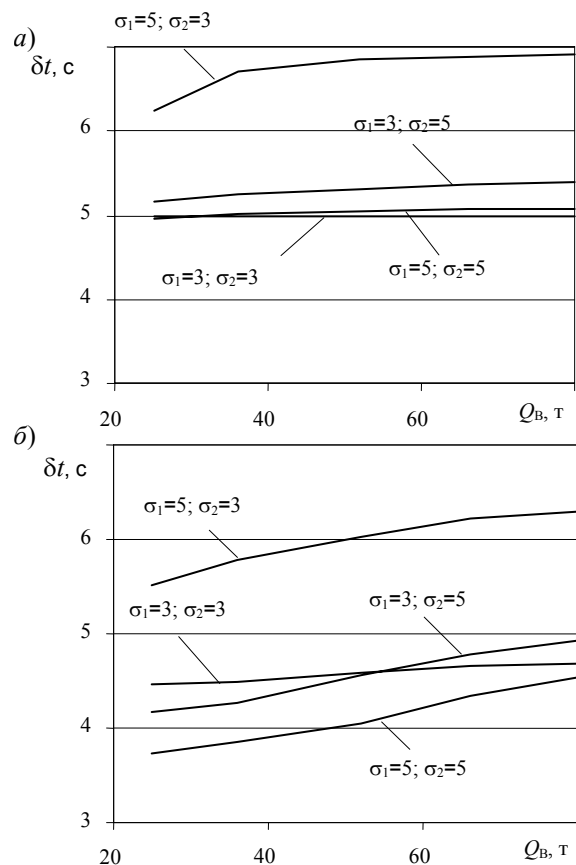 σ1=5; σ2=3
а)
δt, с
6
σ1=3; σ2=5
5
σ1=3; σ2=3
σ1=5; σ2=5
4
3
20 40 60 Qв, т
б)
δt, с
σ1=5; σ2=3
6
σ1=3; σ2=3
σ1=3; σ2=5
5
4
σ1=5; σ2=5
3
20 40 60 Qв, т